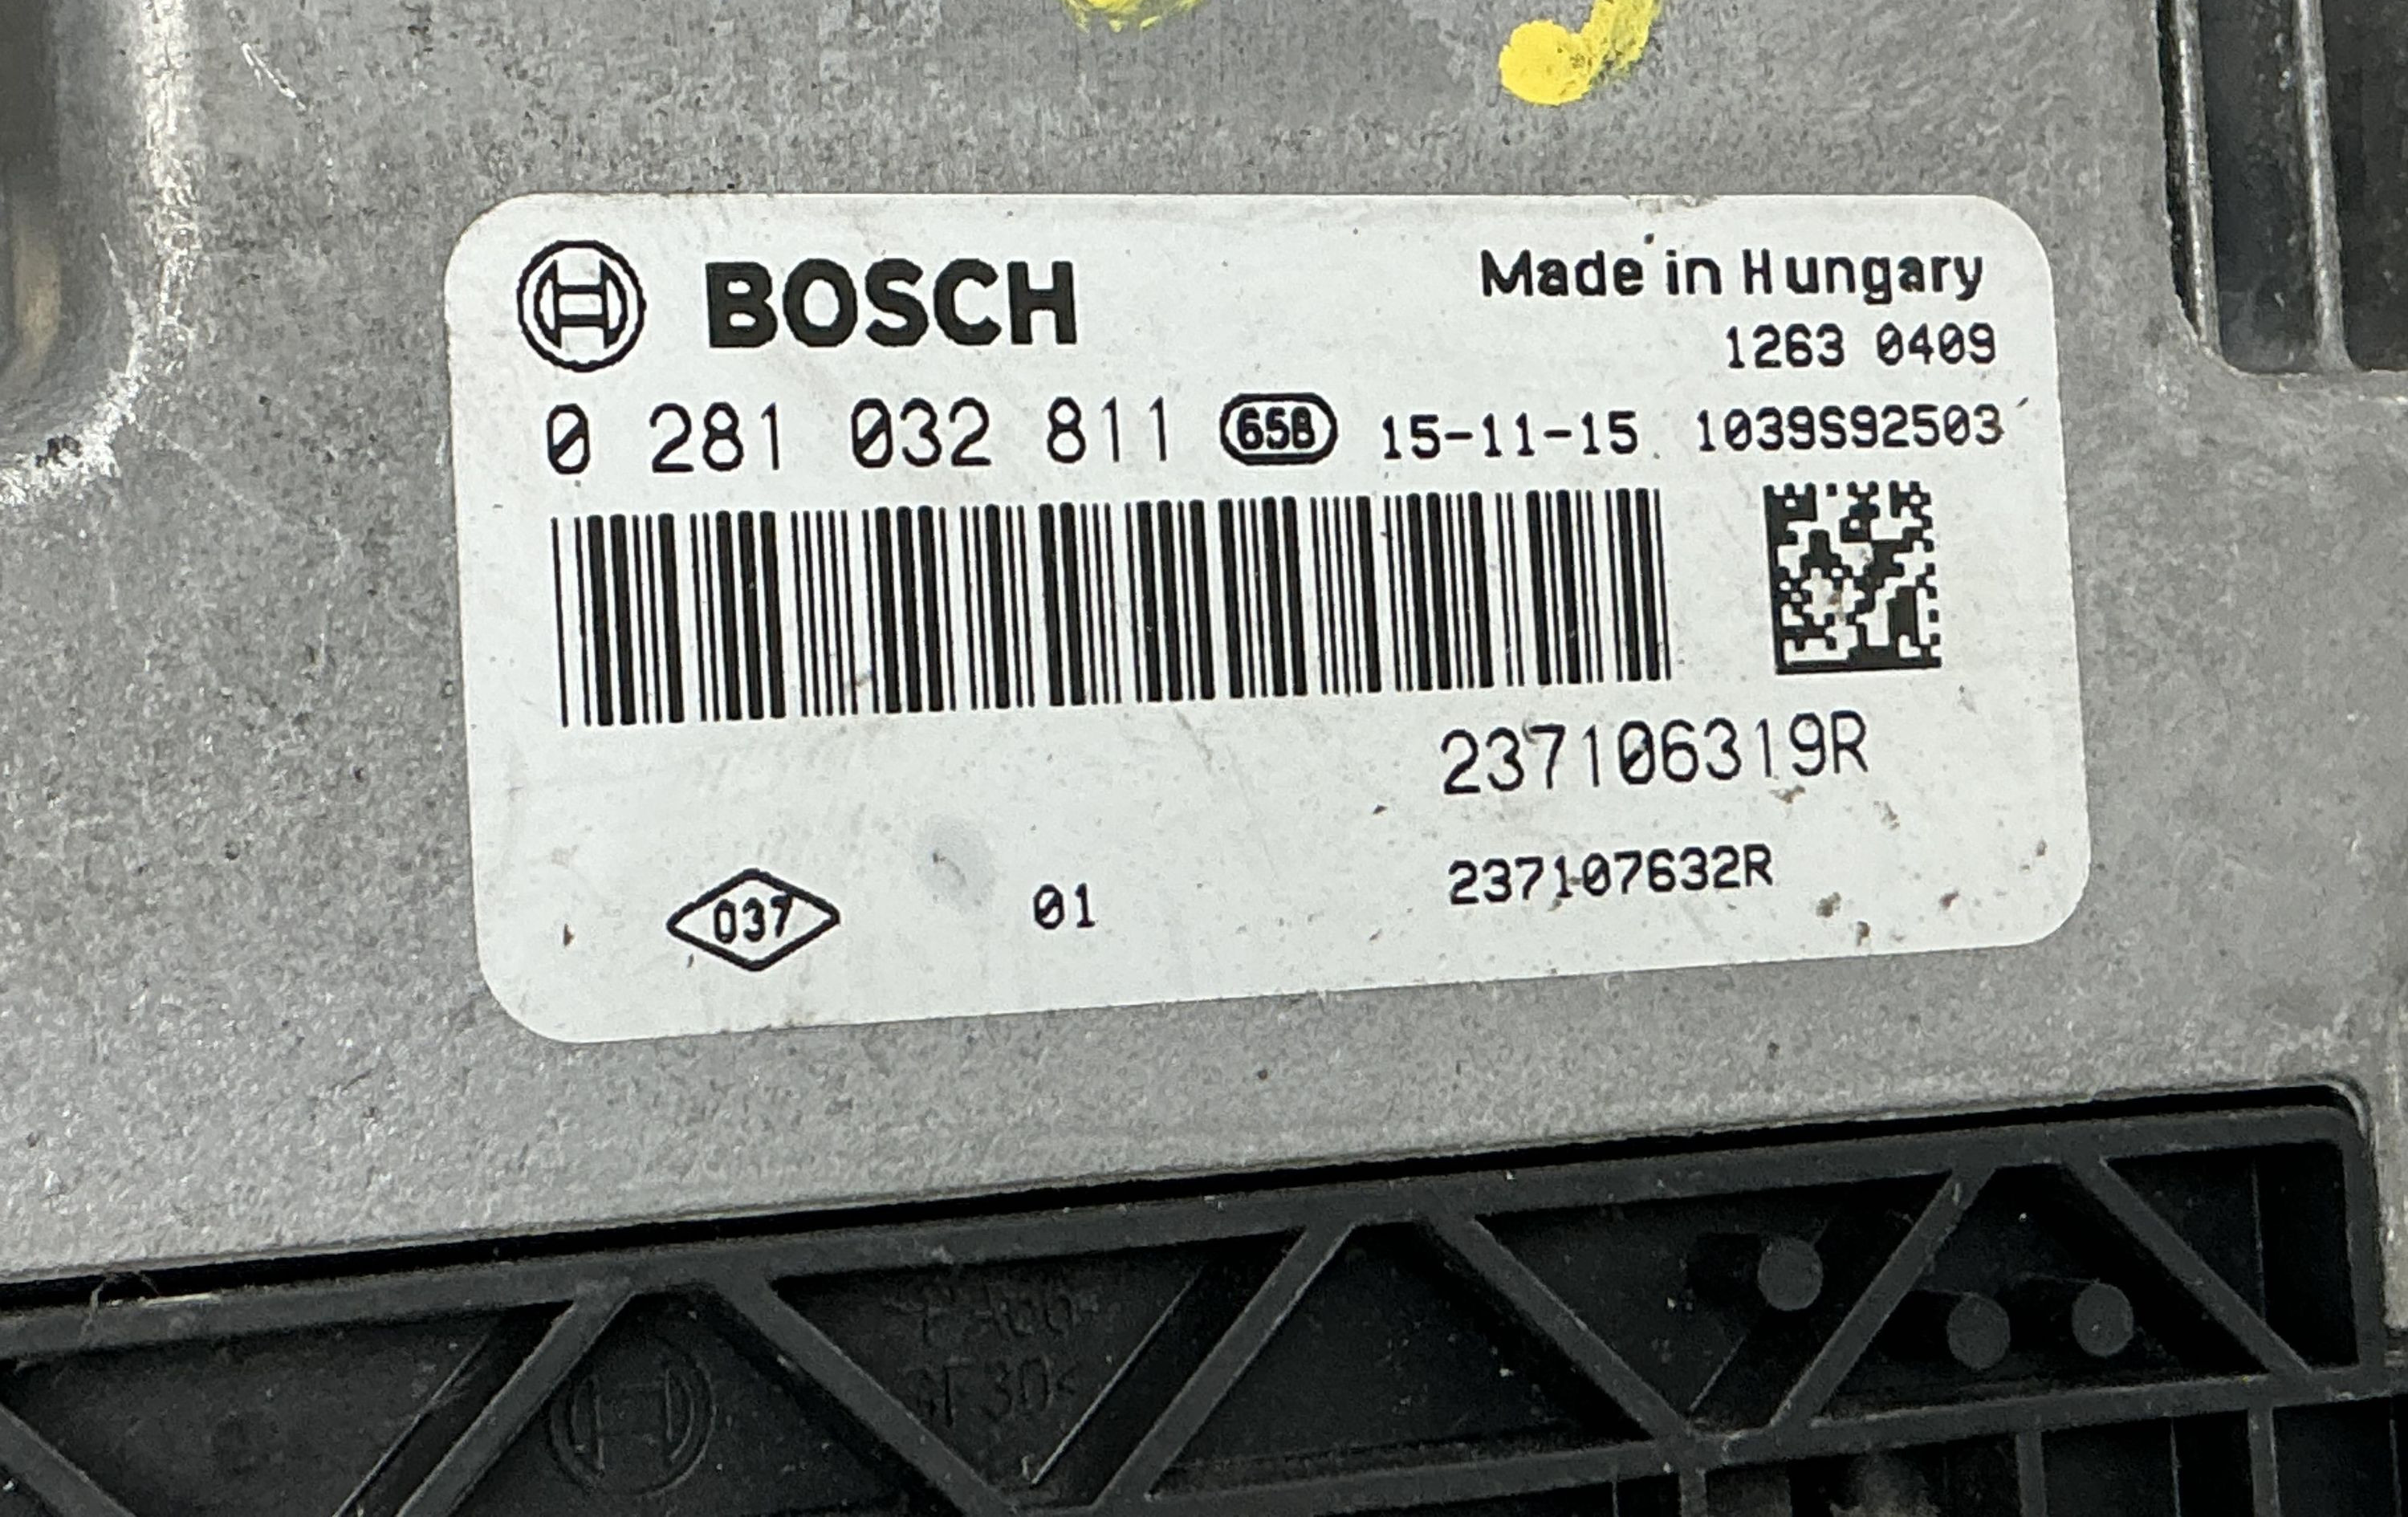 BOSCH
Made in Hungary
1263 0409
0 281 032 811 65B 15-11-15 1039S92503
237106319R
037 01 237107632R